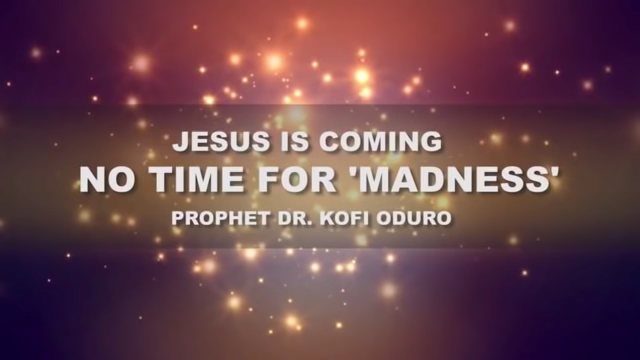 JESUS IS COMING
NO TIME FOR 'MADNESS'
PROPHET DR. KOFI ODURO